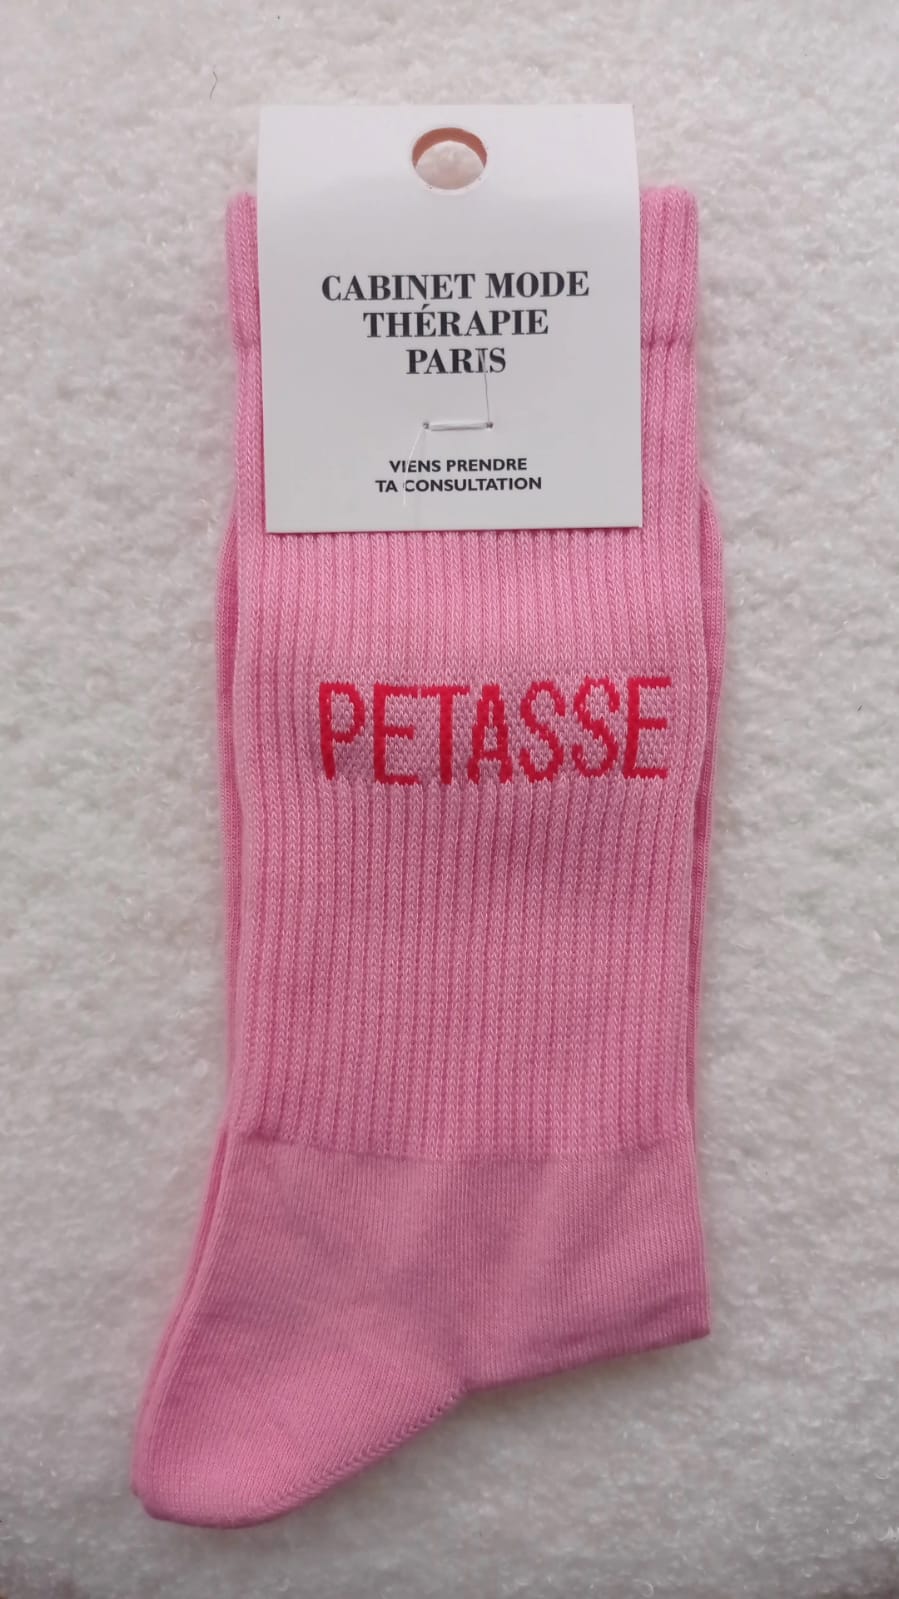 CABINET MODE
THÉRAPIE
PARIS
VIENS PRENDRE
TA CONSULTATION
PETASSE